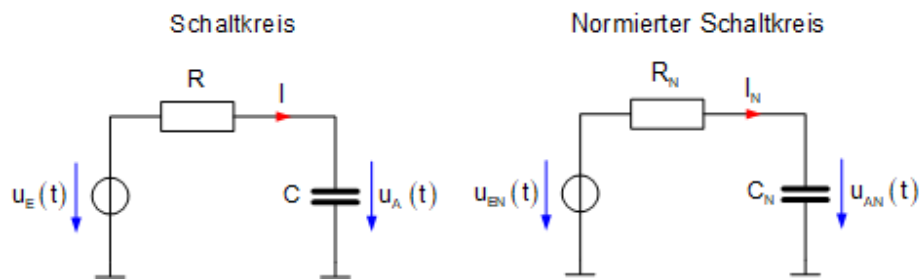 Schaltkreis
R
I
u_E(t)
C
u_A(t)
Normierter Schaltkreis
R_N
I_N
u_EN(t)
C_N
u_AN(t)